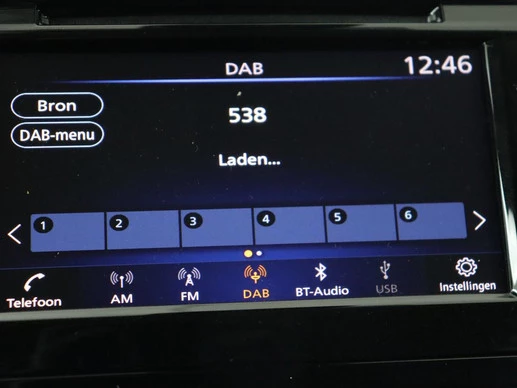 DAB 12:46
Bron
538
DAB-menu
Laden...
1 2 3 4 5 6
Telefoon AM FM DAB BT-Audio USB Instellingen